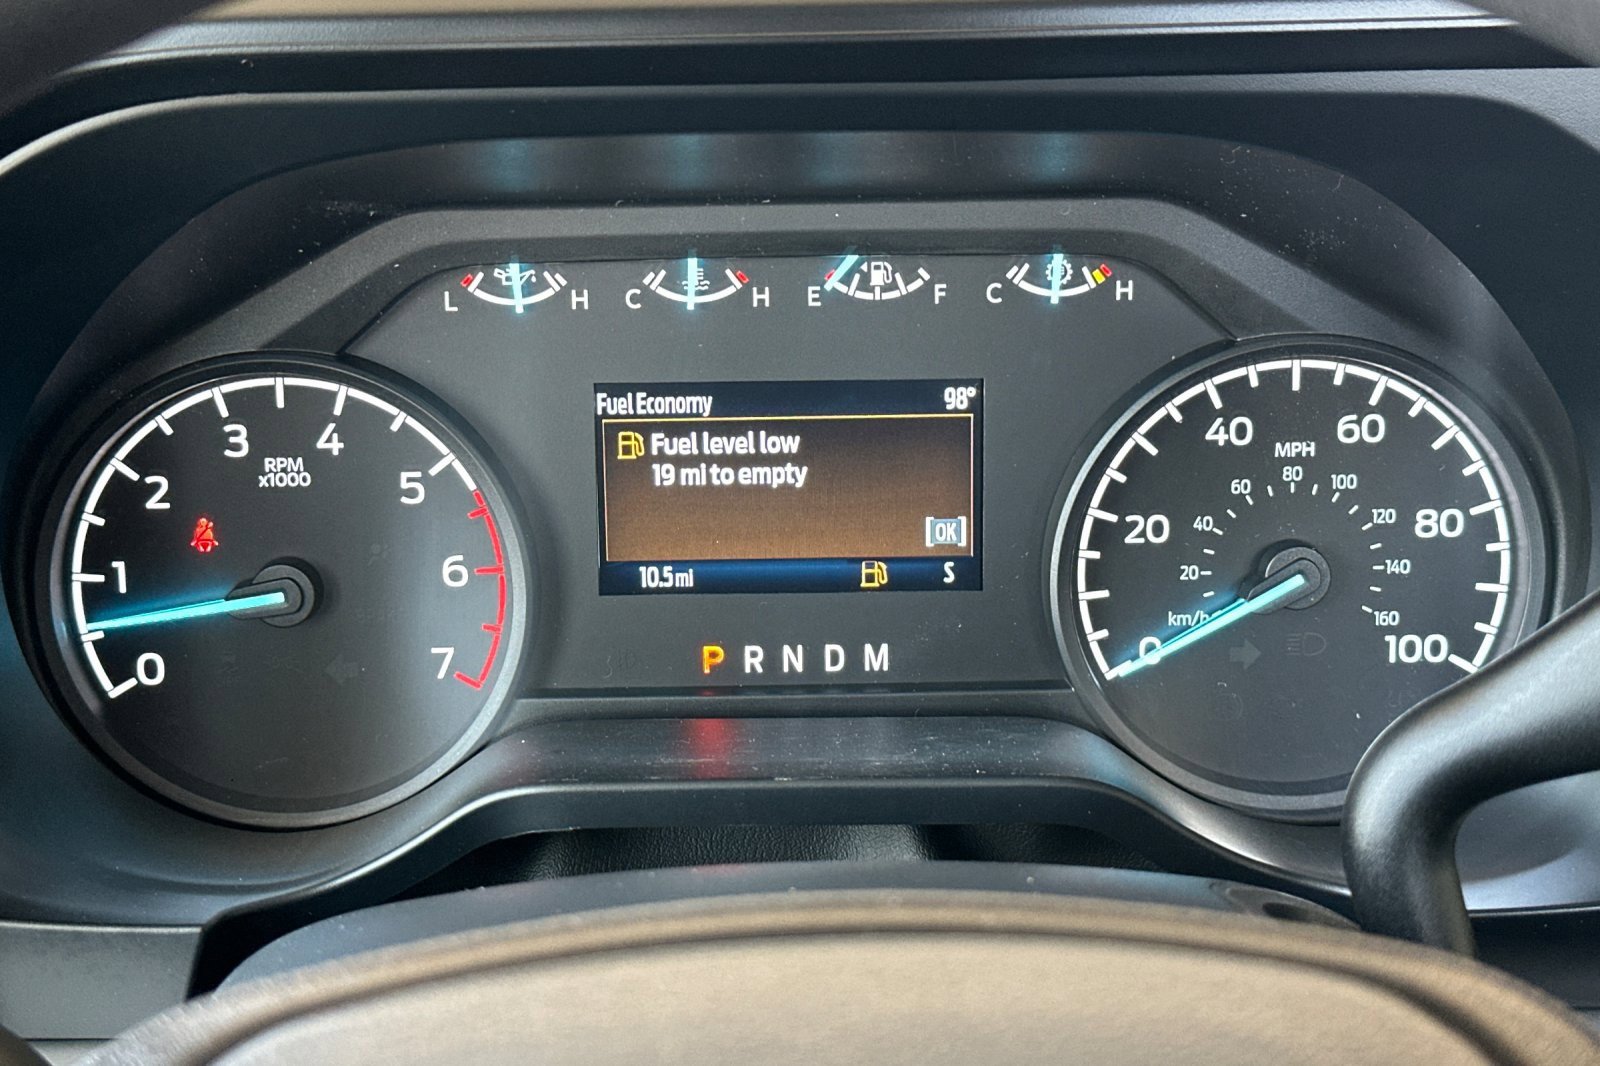 L H C H E F C H
Fuel Economy 98°
Fuel level low
19 mi to empty
[OK]
10.5 mi S
P R N D M
0 1 2 3 4 5 6 7
RPM
x1000
0 20 40 60 80 100
MPH
20 40 60 80 100 120 140 160
km/h